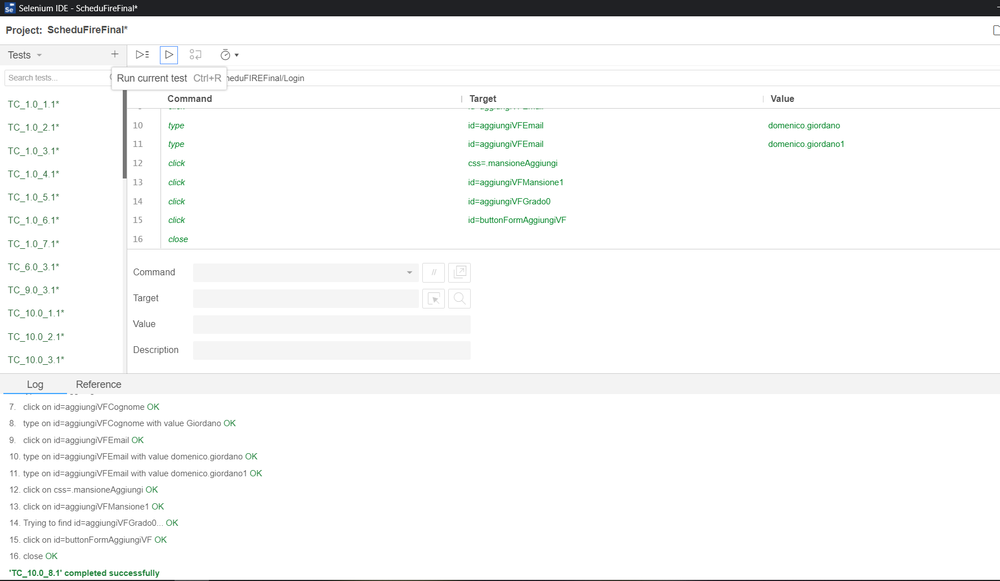 Selenium IDE - ScheduFireFinal*
Project: ScheduFireFinal*
Tests
Search tests...
Run current test Ctrl+R
heduFIREFinal/Login
Command Target Value
10 type id=aggiungiVFEmail domenico.giordano
11 type id=aggiungiVFEmail domenico.giordano1
12 click css=.mansioneAggiungi
13 click id=aggiungiVFMansione1
14 click id=aggiungiVFGrado0
15 click id=buttonFormAggiungiVF
16 close
TC_1.0_1.1*
TC_1.0_2.1*
TC_1.0_3.1*
TC_1.0_4.1*
TC_1.0_5.1*
TC_1.0_6.1*
TC_1.0_7.1*
TC_6.0_3.1*
TC_9.0_3.1*
TC_10.0_1.1*
TC_10.0_2.1*
TC_10.0_3.1*
Command //
Target
Value
Description
Log Reference
7. click on id=aggiungiVFCognome OK
8. type on id=aggiungiVFCognome with value Giordano OK
9. click on id=aggiungiVFEmail OK
10. type on id=aggiungiVFEmail with value domenico.giordano OK
11. type on id=aggiungiVFEmail with value domenico.giordano1 OK
12. click on css=.mansioneAggiungi OK
13. click on id=aggiungiVFMansione1 OK
14. Trying to find id=aggiungiVFGrado0... OK
15. click on id=buttonFormAggiungiVF OK
16. close OK
'TC_10.0_8.1' completed successfully